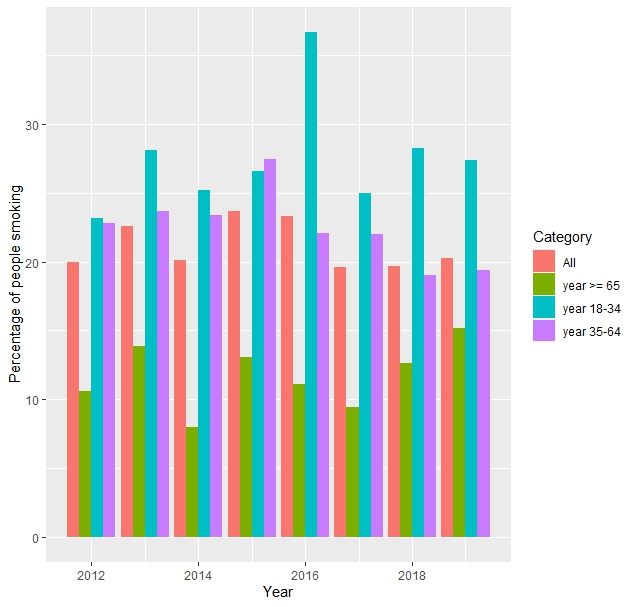 Percentage of people smoking
30
20
10
0
2012
2014
2016
2018
Year
Category
All
year >= 65
year 18-34
year 35-64